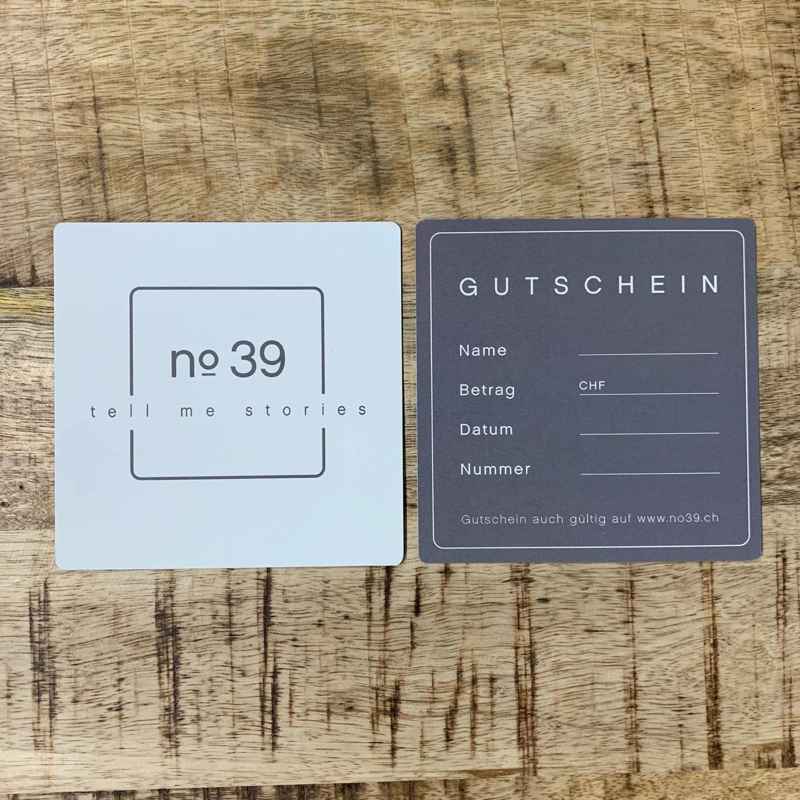 nº 39
tell me stories
GUTSCHEIN
Name
Betrag CHF
Datum
Nummer
Gutschein auch gültig auf www.no39.ch